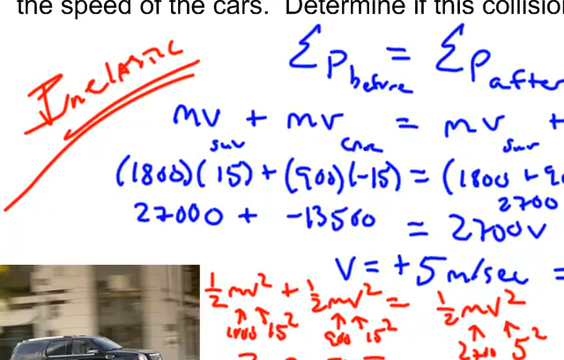 the speed of the cars. Determine if this collision
Inelastic
Σp before = Σp after
mv suv + mv car = mv suv +
(1800)(15) + (900)(-15) = (1800 + 90
2700
27000 + -13500 = 2700v
v = +5 m/sec =
½mv² + ½mv² = ½mv²
1800 15² 900 15² 2700 5²